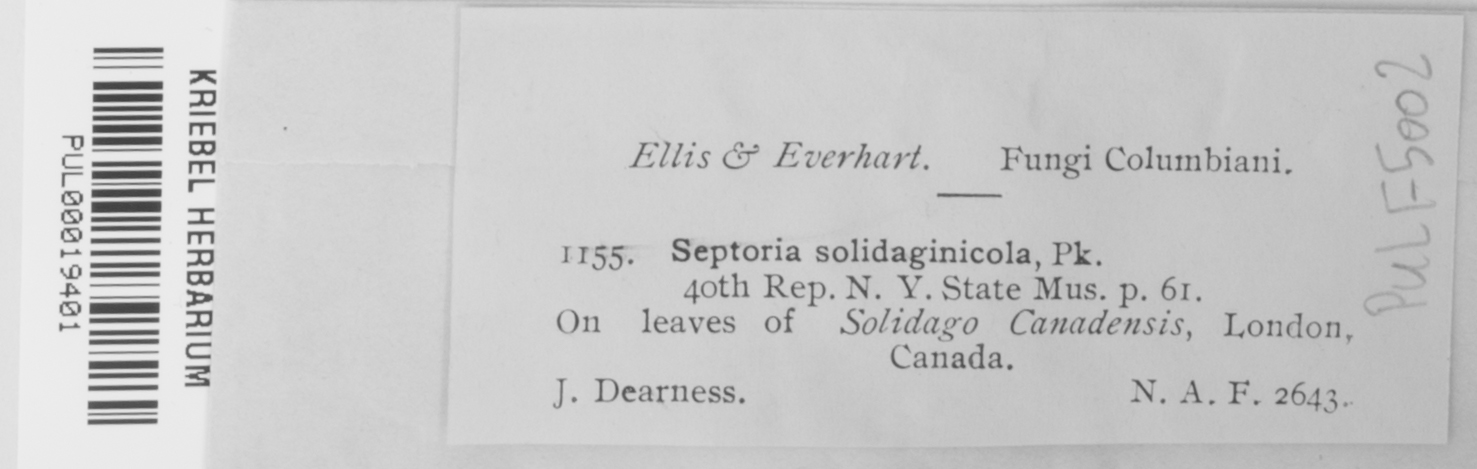 KRIEBEL HERBARIUM
PUL00019401
Ellis & Everhart. Fungi Columbiani.
1155. Septoria solidaginicola, Pk.
40th Rep. N. Y. State Mus. p. 61.
On leaves of Solidago Canadensis, London,
Canada.
J. Dearness. N. A. F. 2643.
PUL F5002